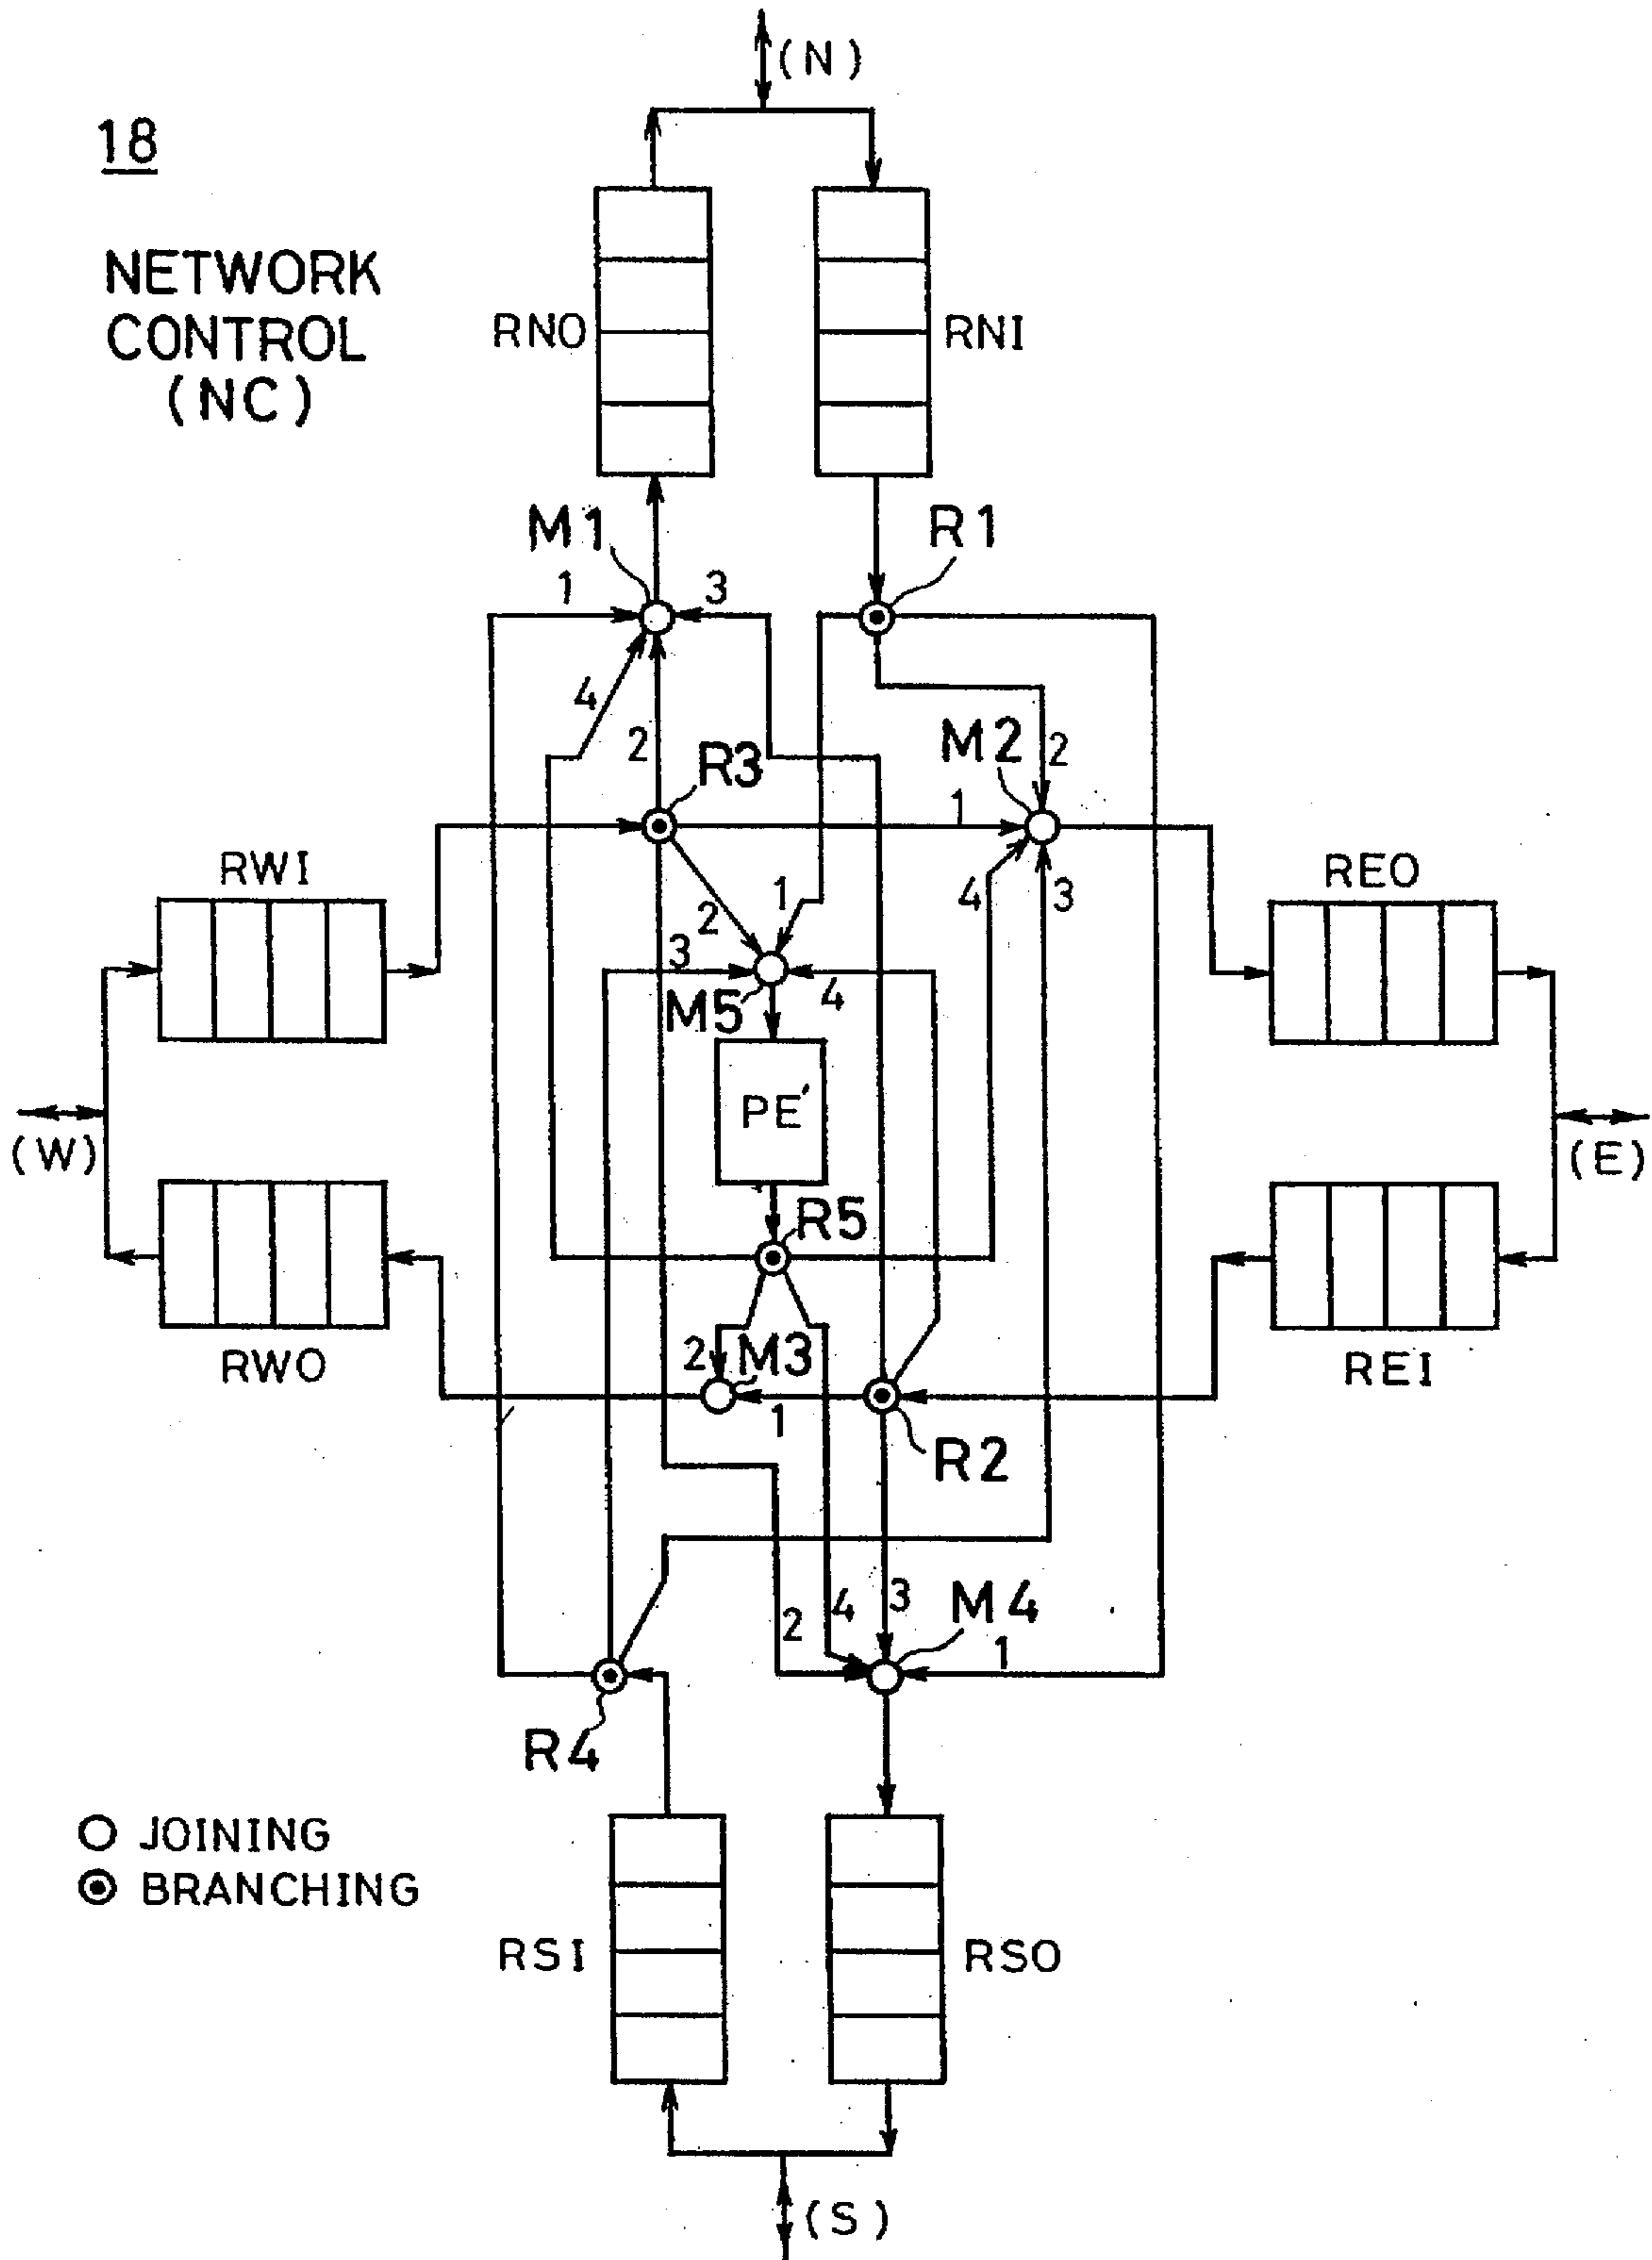 (N)
18
NETWORK
CONTROL
(NC)
RNO
RNI
M1
R1
1
3
4
2
R3
M2
2
1
RWI
REO
2
1
4
3
3
M5
4
PE'
(W)
(E)
R5
RWO
2
M3
REI
1
R2
2
4
3
M4
1
R4
JOINING
BRANCHING
RSI
RSO
(S)